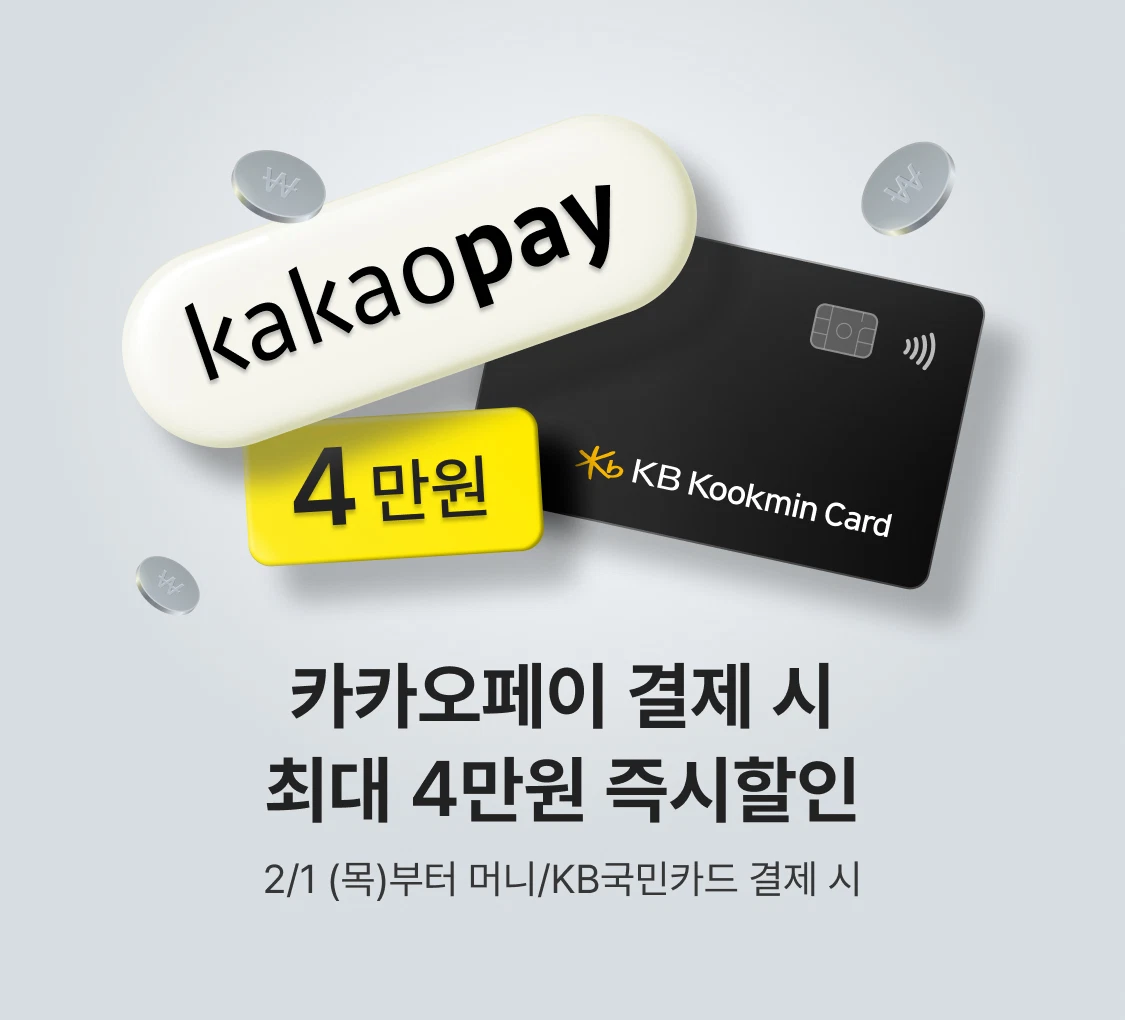 kakaopay
4만원
KB KB Kookmin Card
카카오페이 결제 시
최대 4만원 즉시할인
2/1 (목)부터 머니/KB국민카드 결제 시